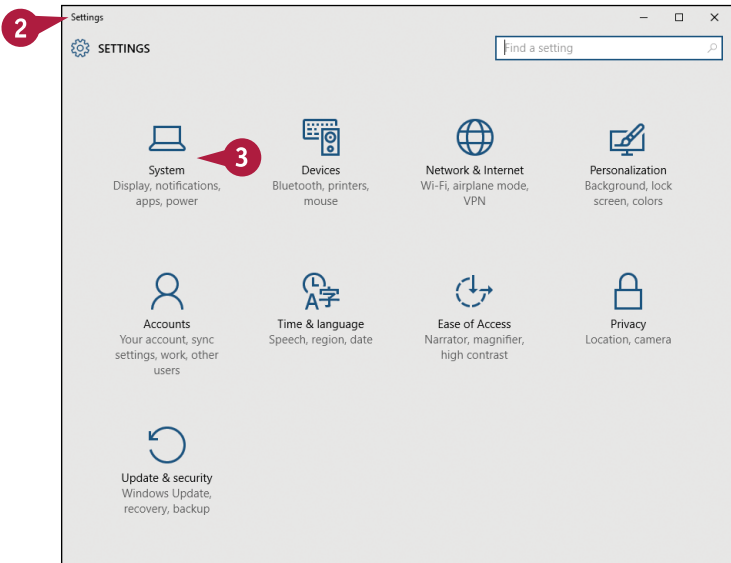 2
Settings
SETTINGS
Find a setting
3
System
Display, notifications,
apps, power
Devices
Bluetooth, printers,
mouse
Network & Internet
Wi-Fi, airplane mode,
VPN
Personalization
Background, lock
screen, colors
Accounts
Your account, sync
settings, work, other
users
Time & language
Speech, region, date
Ease of Access
Narrator, magnifier,
high contrast
Privacy
Location, camera
Update & security
Windows Update,
recovery, backup
A字